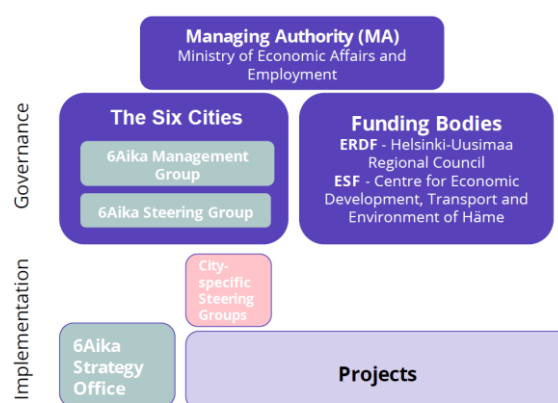 Managing Authority (MA)
Ministry of Economic Affairs and
Employment
Governance
The Six Cities
6Aika Management
Group
6Aika Steering Group
Funding Bodies
ERDF - Helsinki-Uusimaa
Regional Council
ESF - Centre for Economic
Development, Transport and
Environment of Häme
Implementation
City-
specific
Steering
Groups
6Aika
Strategy
Office
Projects